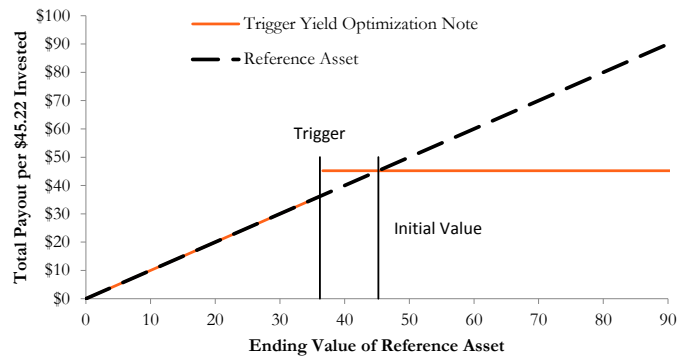 Total Payout per $45.22 Invested
$100
$90
$80
$70
$60
$50
$40
$30
$20
$10
$0
Trigger Yield Optimization Note
Reference Asset
Trigger
Initial Value
0 10 20 30 40 50 60 70 80 90
Ending Value of Reference Asset